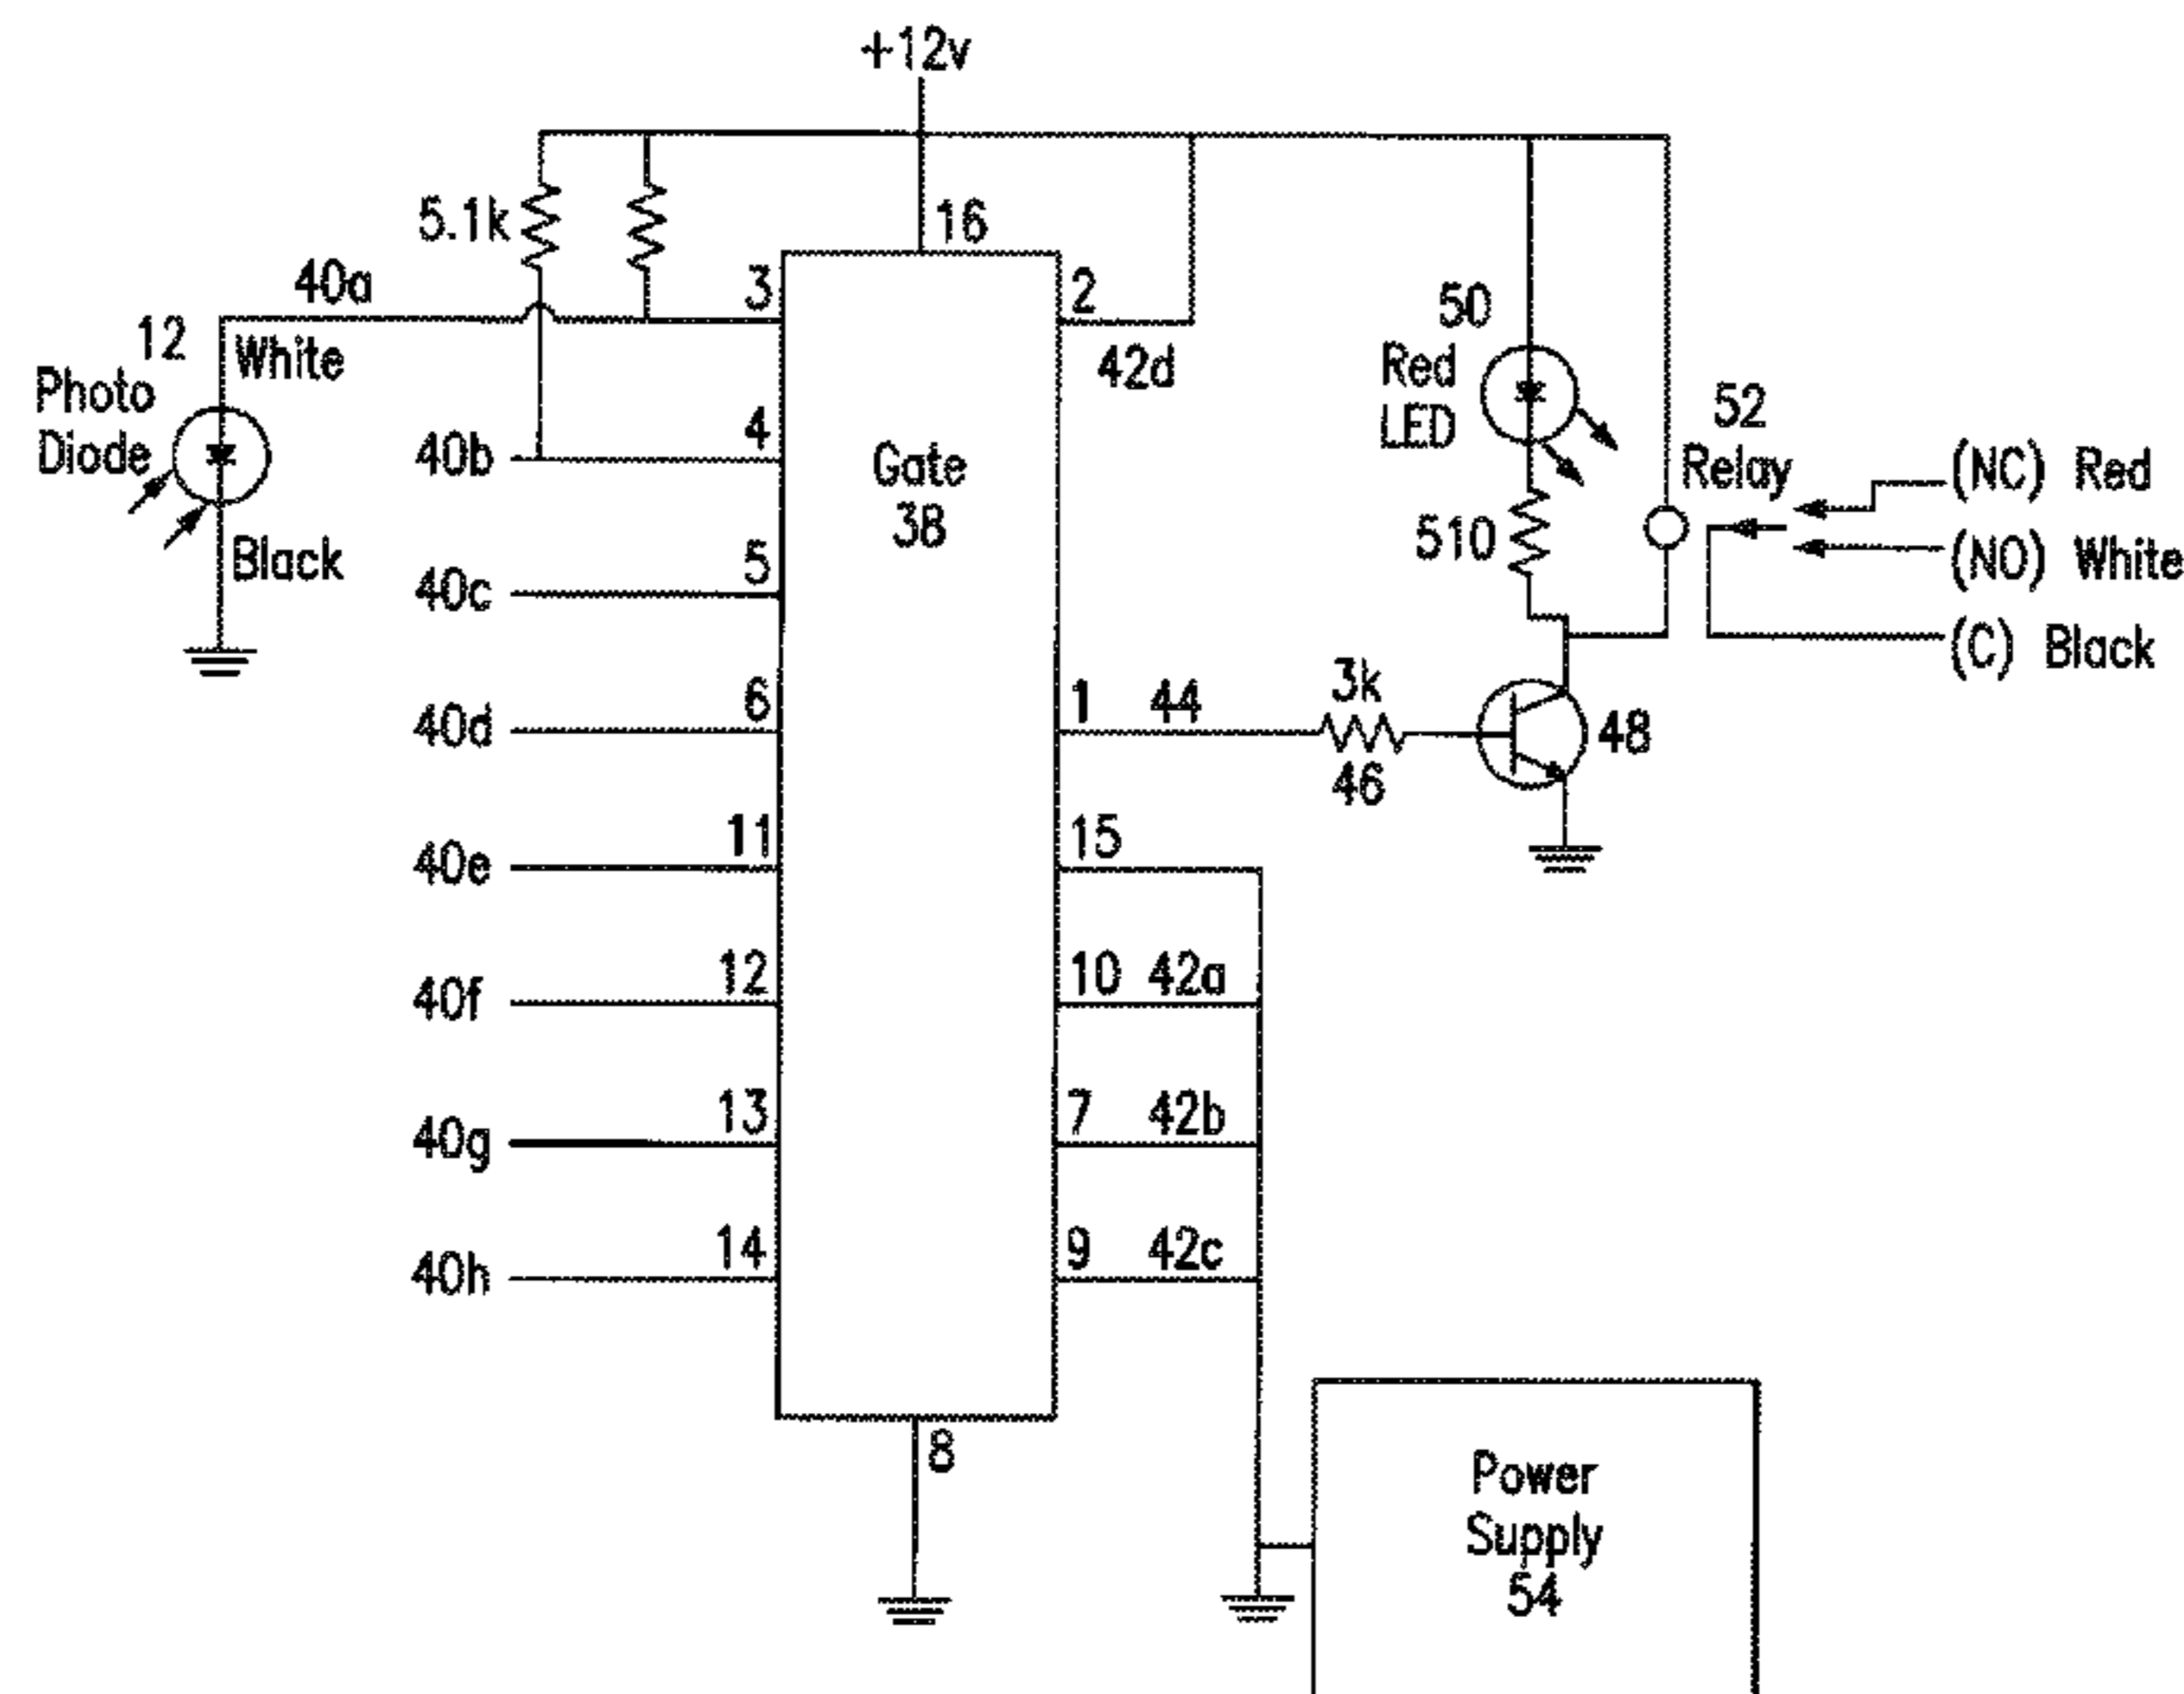 +12v
5.1k
16
40a
3
2
12
White
42d
Photo
Diode
50
Red
LED
40b
4
Gate
38
52
Relay
(NC) Red
510
(NO) White
Black
40c
5
(C) Black
40d
6
1
44
3k
46
48
40e
11
15
40f
12
10
42a
40g
13
7
42b
40h
14
9
42c
8
Power
Supply
54